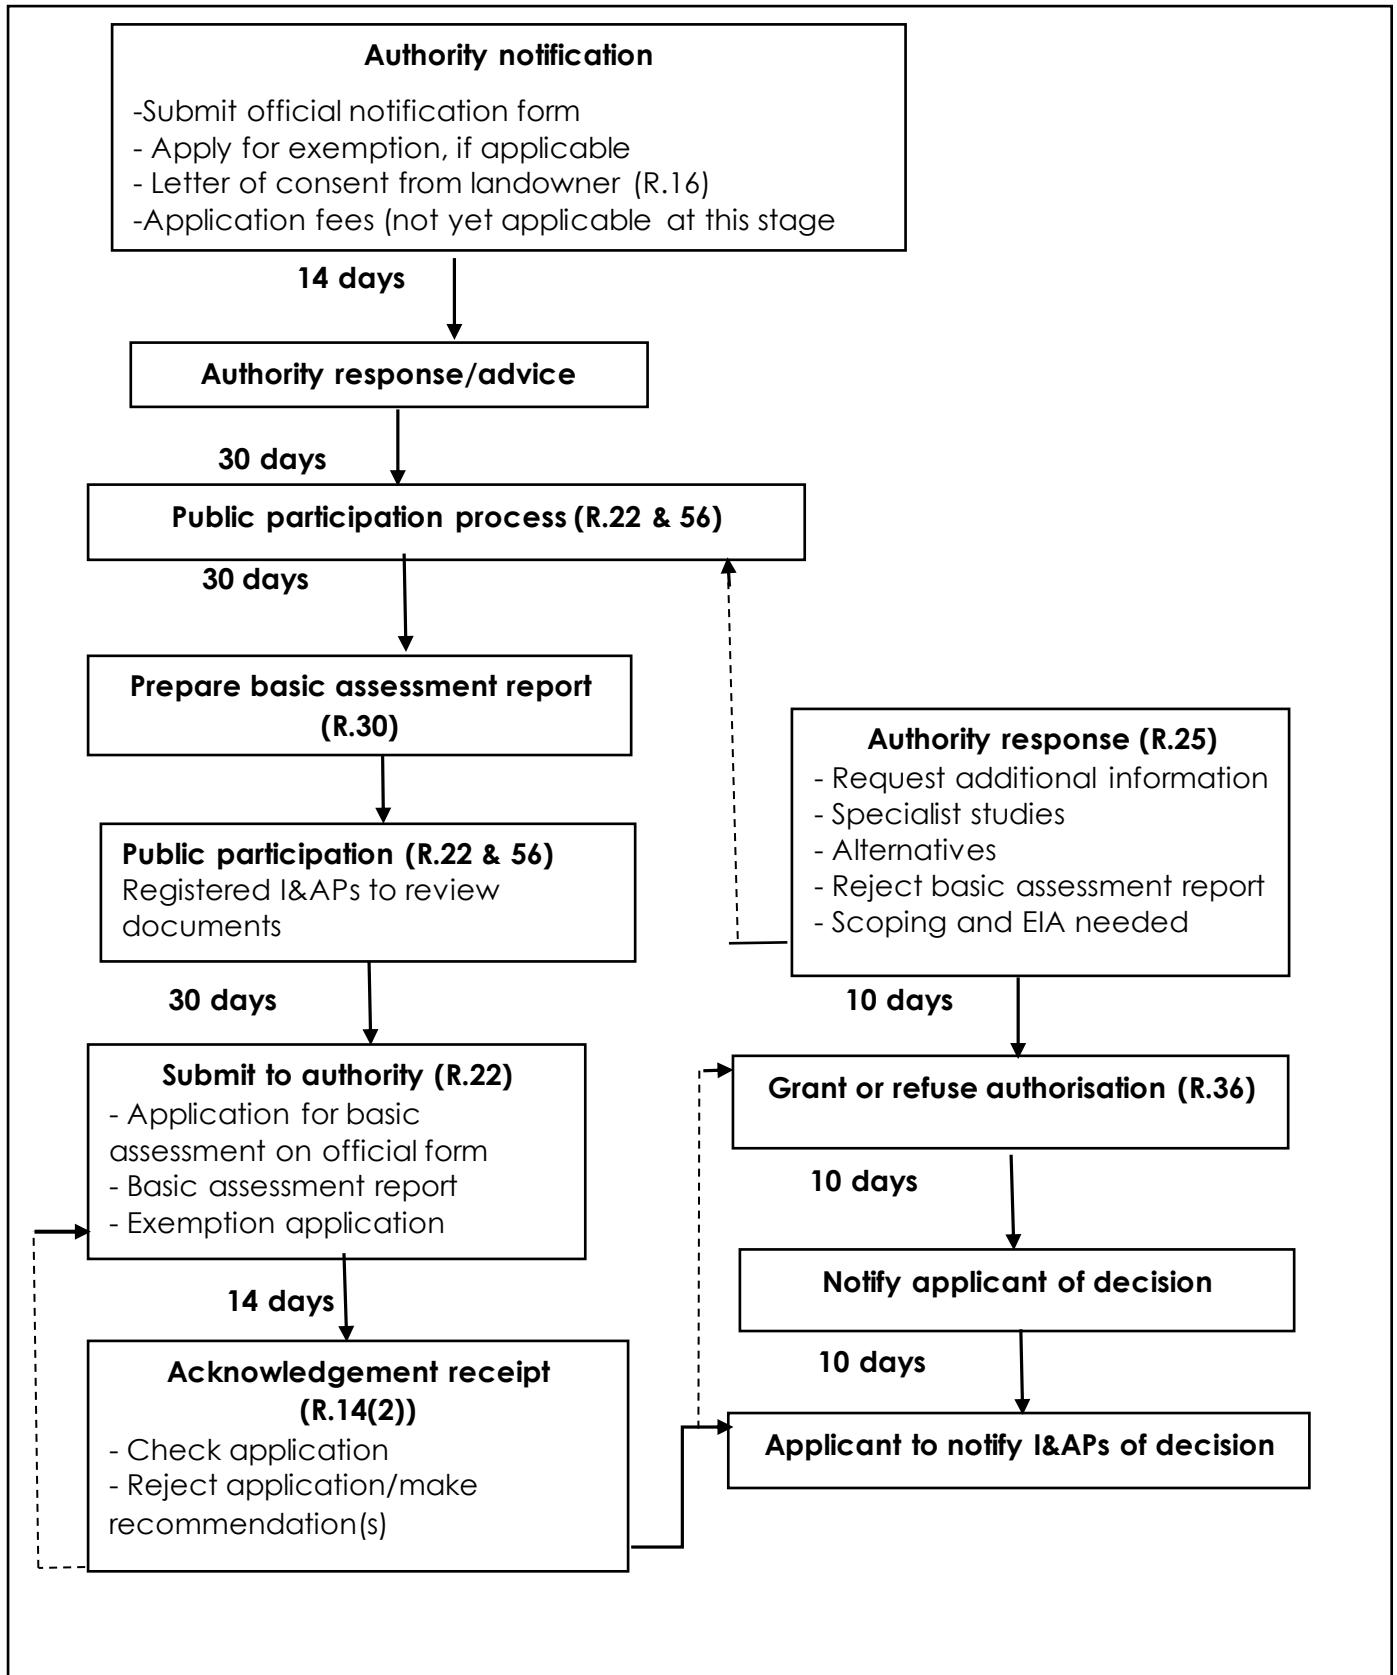 Authority notification
-Submit official notification form
- Apply for exemption, if applicable
- Letter of consent from landowner (R.16)
-Application fees (not yet applicable at this stage
14 days
Authority response/advice
30 days
Public participation process (R.22 & 56)
30 days
Prepare basic assessment report
(R.30)
Public participation (R.22 & 56)
Registered I&APs to review
documents
30 days
Submit to authority (R.22)
- Application for basic
assessment on official form
- Basic assessment report
- Exemption application
14 days
Acknowledgement receipt
(R.14(2))
- Check application
- Reject application/make
recommendation(s)
Authority response (R.25)
- Request additional information
- Specialist studies
- Alternatives
- Reject basic assessment report
- Scoping and EIA needed
10 days
Grant or refuse authorisation (R.36)
10 days
Notify applicant of decision
10 days
Applicant to notify I&APs of decision